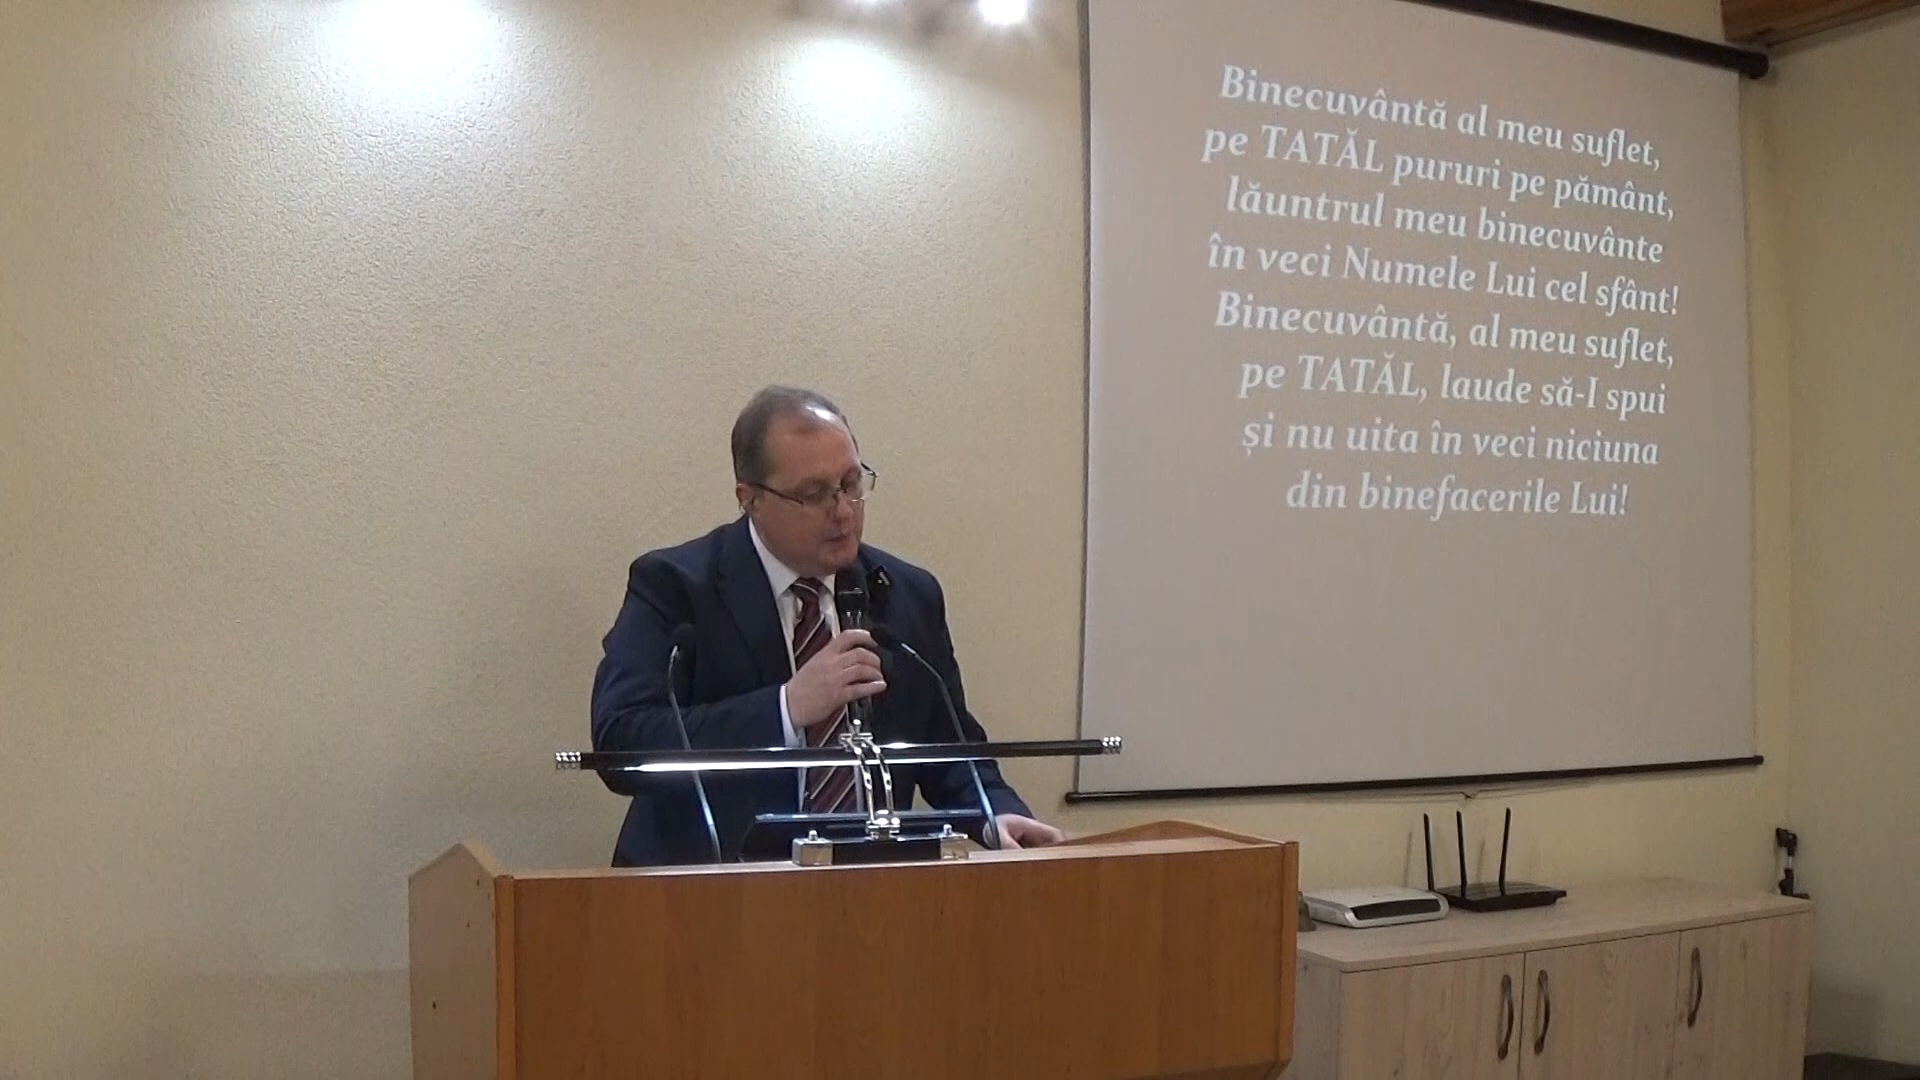 Binecuvântă al meu suflet,
pe TATĂL pururi pe pământ,
lăuntrul meu binecuvânte
în veci Numele Lui cel sfânt!
Binecuvântă, al meu suflet,
pe TATĂL, laude să-I spui
și nu uita în veci niciuna
din binefacerile Lui!